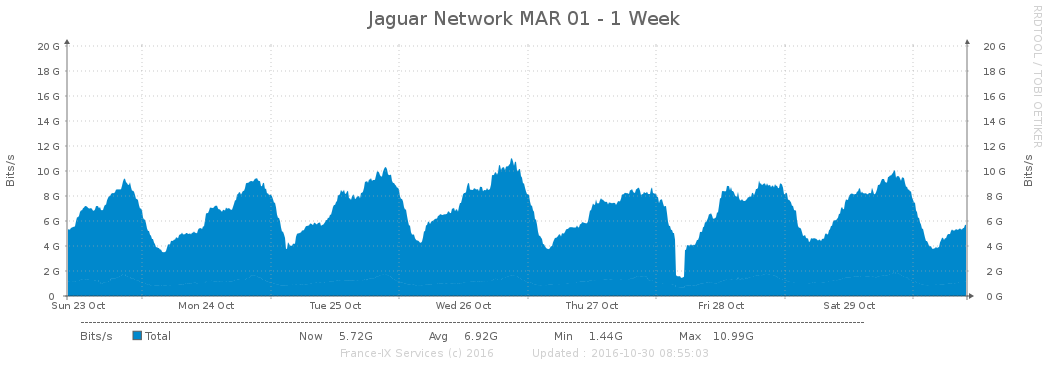 Jaguar Network MAR 01 - 1 Week
RRDTOOL / TOBI OETIKER
Bits/s
Bits/s
20 G 20 G
18 G 18 G
16 G 16 G
14 G 14 G
12 G 12 G
10 G 10 G
8 G 8 G
6 G 6 G
4 G 4 G
2 G 2 G
0 0 G
Sun 23 Oct Mon 24 Oct Tue 25 Oct Wed 26 Oct Thu 27 Oct Fri 28 Oct Sat 29 Oct
Bits/s Total Now 5.72G Avg 6.92G Min 1.44G Max 10.99G
France-IX Services (c) 2016 Updated : 2016-10-30 08:55:03